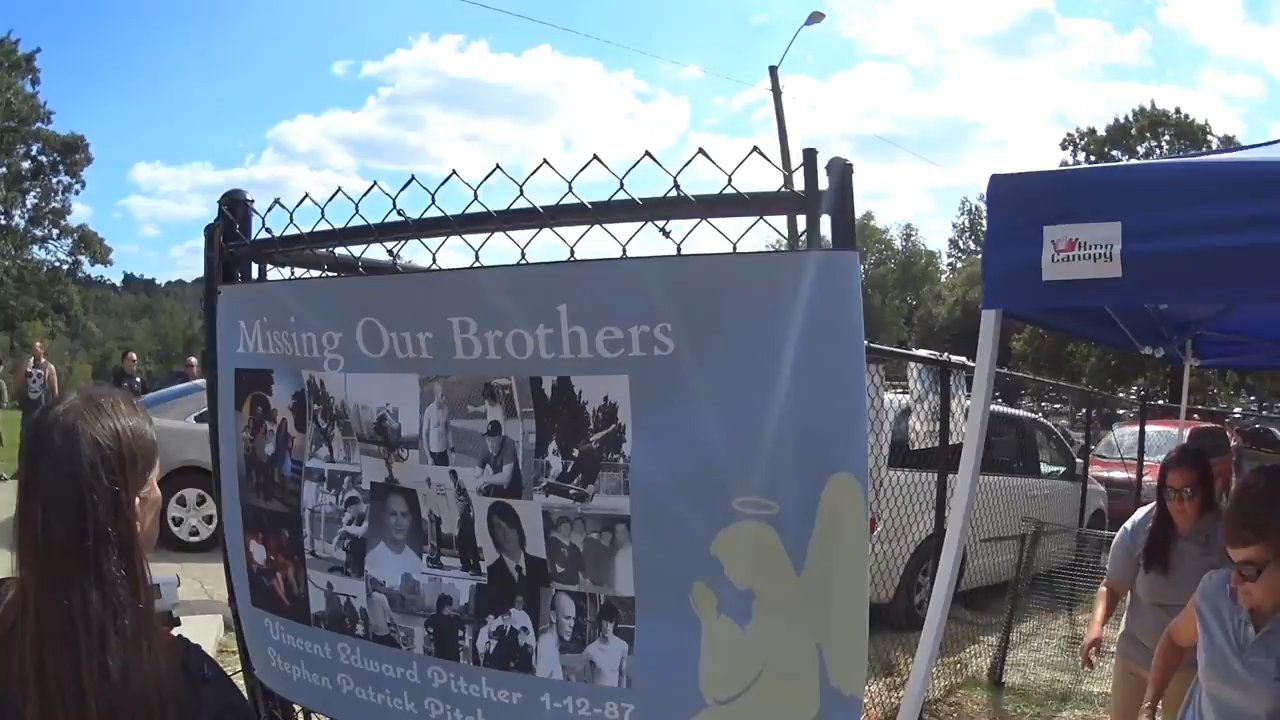 Missing Our Brothers
Vincent Edward Pitcher 1-12-87
Stephen Patrick
King
Canopy